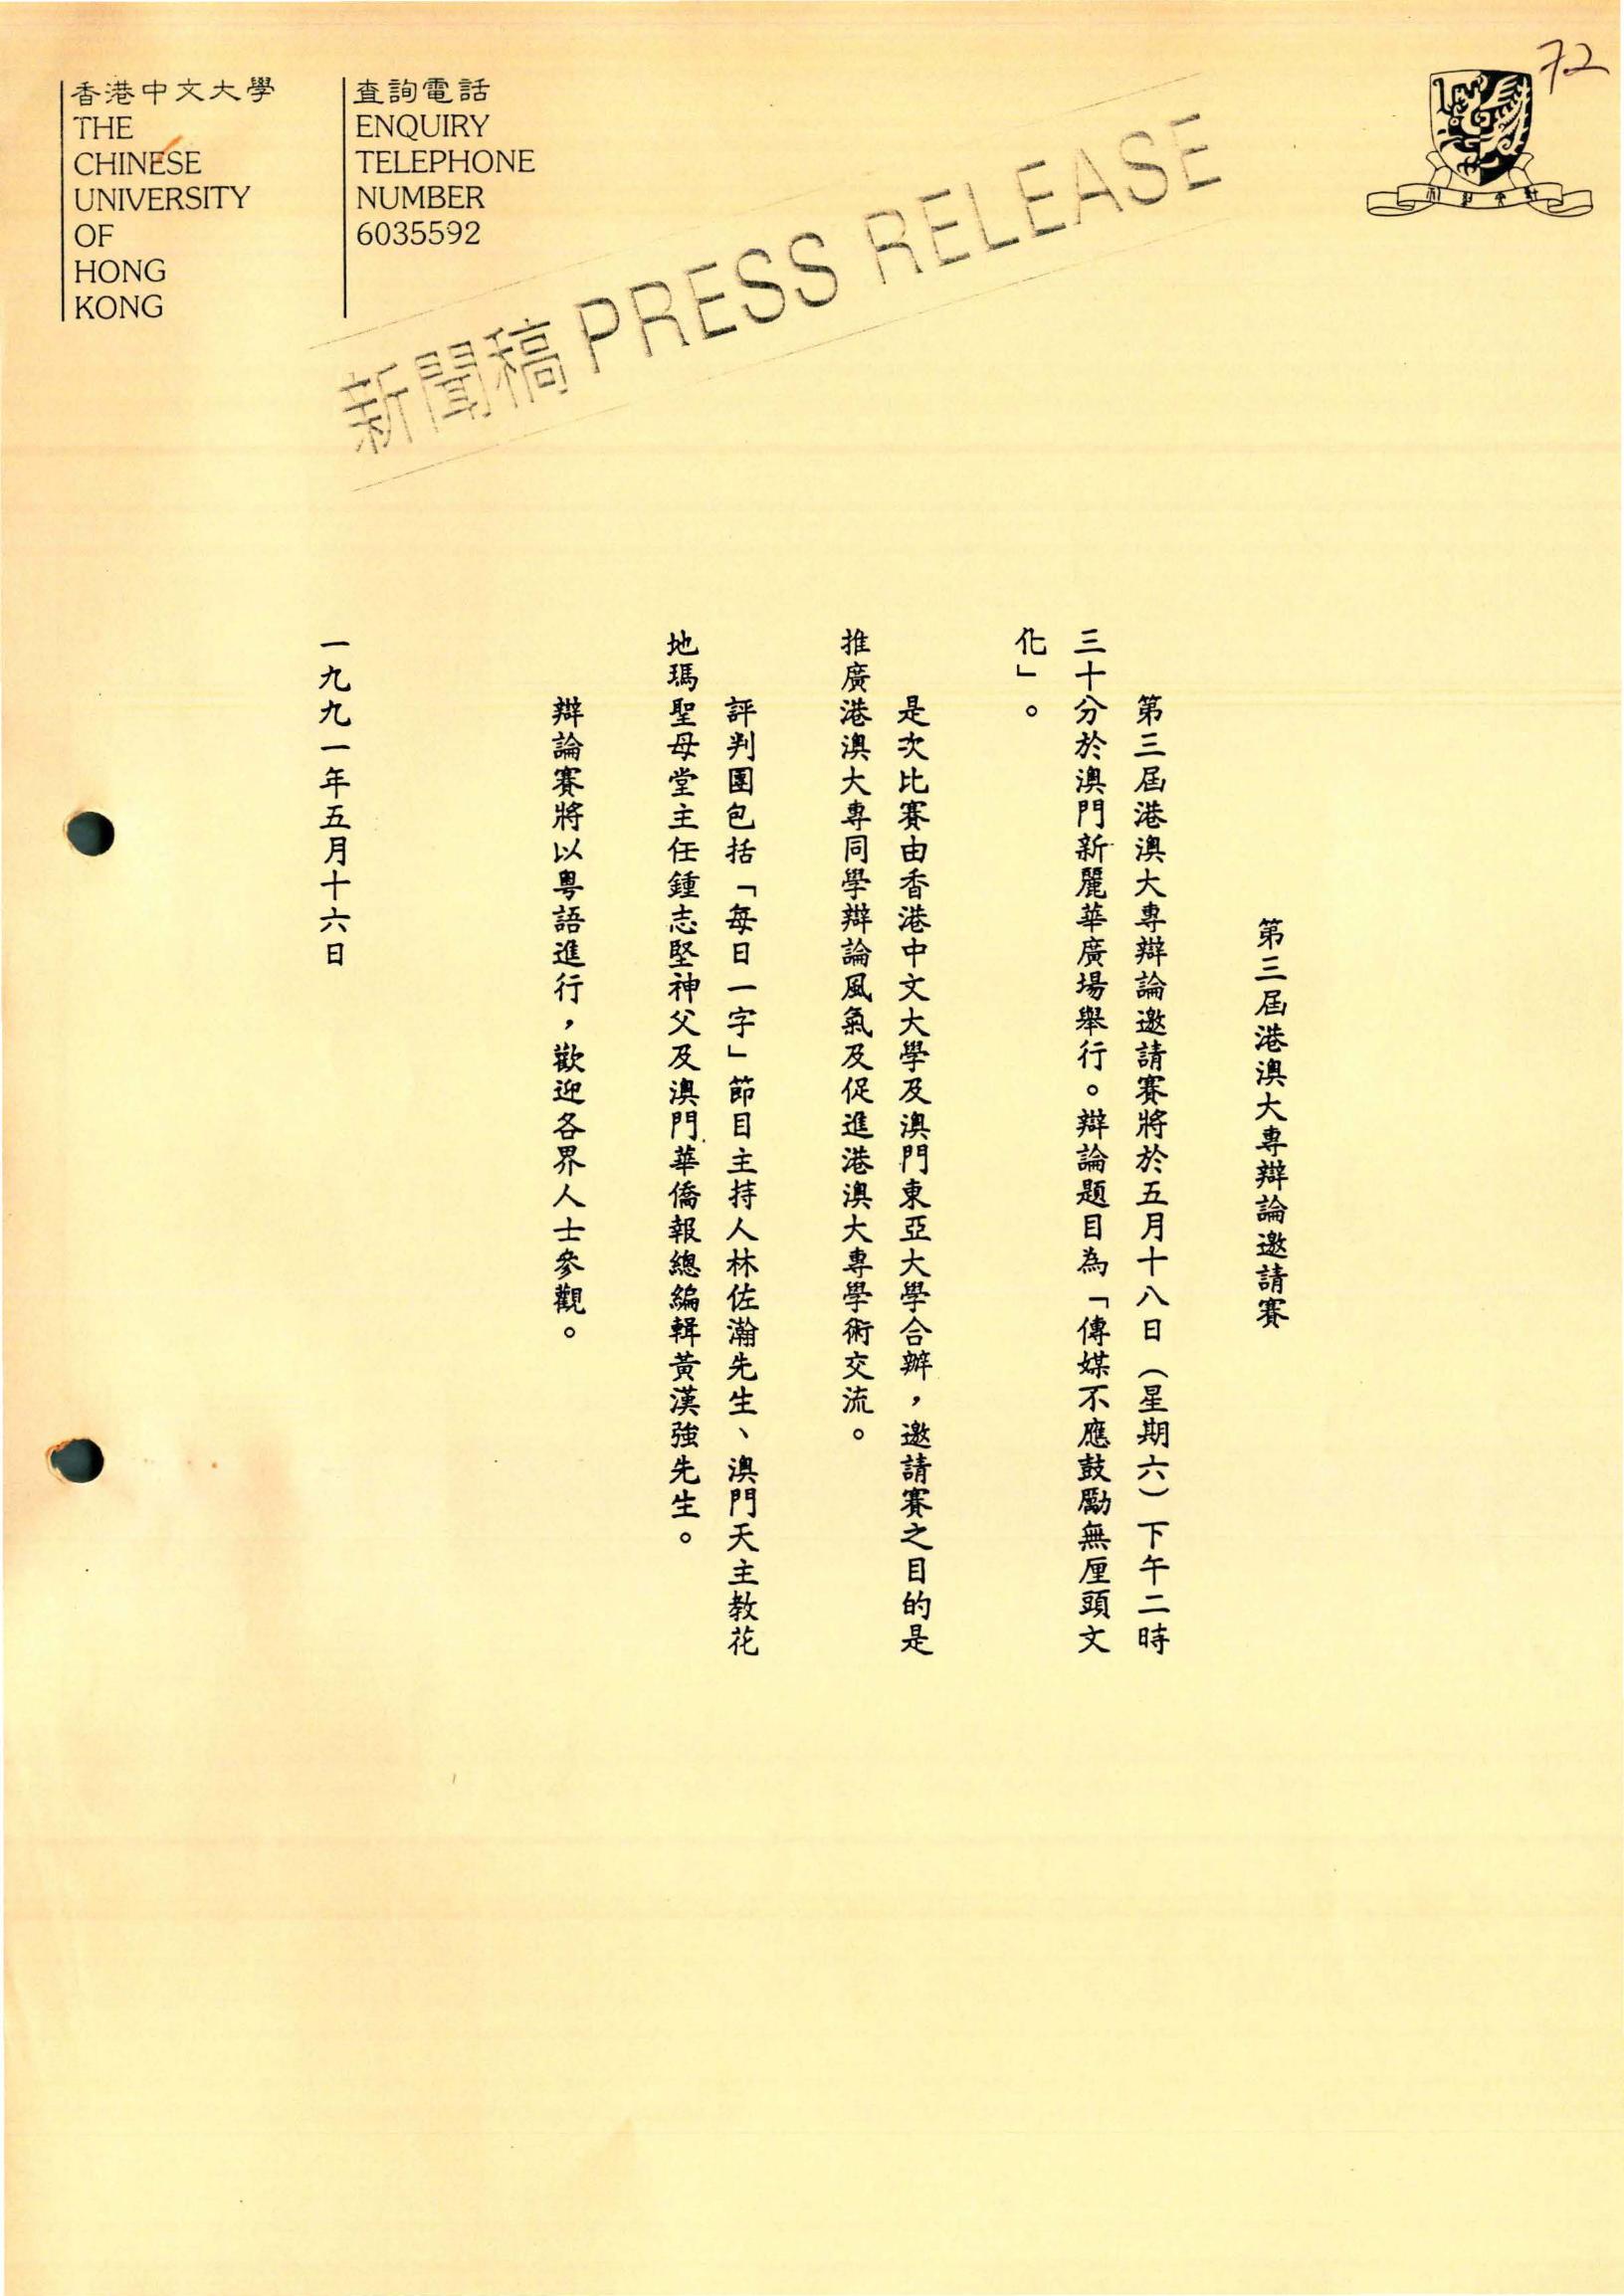 香港中文大學
THE
CHINESE
UNIVERSITY
OF
HONG
KONG
查詢電話
ENQUIRY
TELEPHONE
NUMBER
6035592
72
新聞稿 PRESS RELEASE
第三屆港澳大專辯論邀請賽
第三屆港澳大專辯論邀請賽將於五月十八日（星期六）下午二時
三十分於澳門新麗華廣場舉行。辯論題目為「傳媒不應鼓勵無厘頭文
化」。
是次比賽由香港中文大學及澳門東亞大學合辦，邀請賽之目的是
推廣港澳大專同學辯論風氣及促進港澳大專學術交流。
評判團包括「每日一字」節目主持人林佐瀚先生、澳門天主教花
地瑪聖母堂主任鍾志堅神父及澳門華僑報總編輯黃漢強先生。
辯論賽將以粵語進行，歡迎各界人士參觀。
一九九一年五月十六日